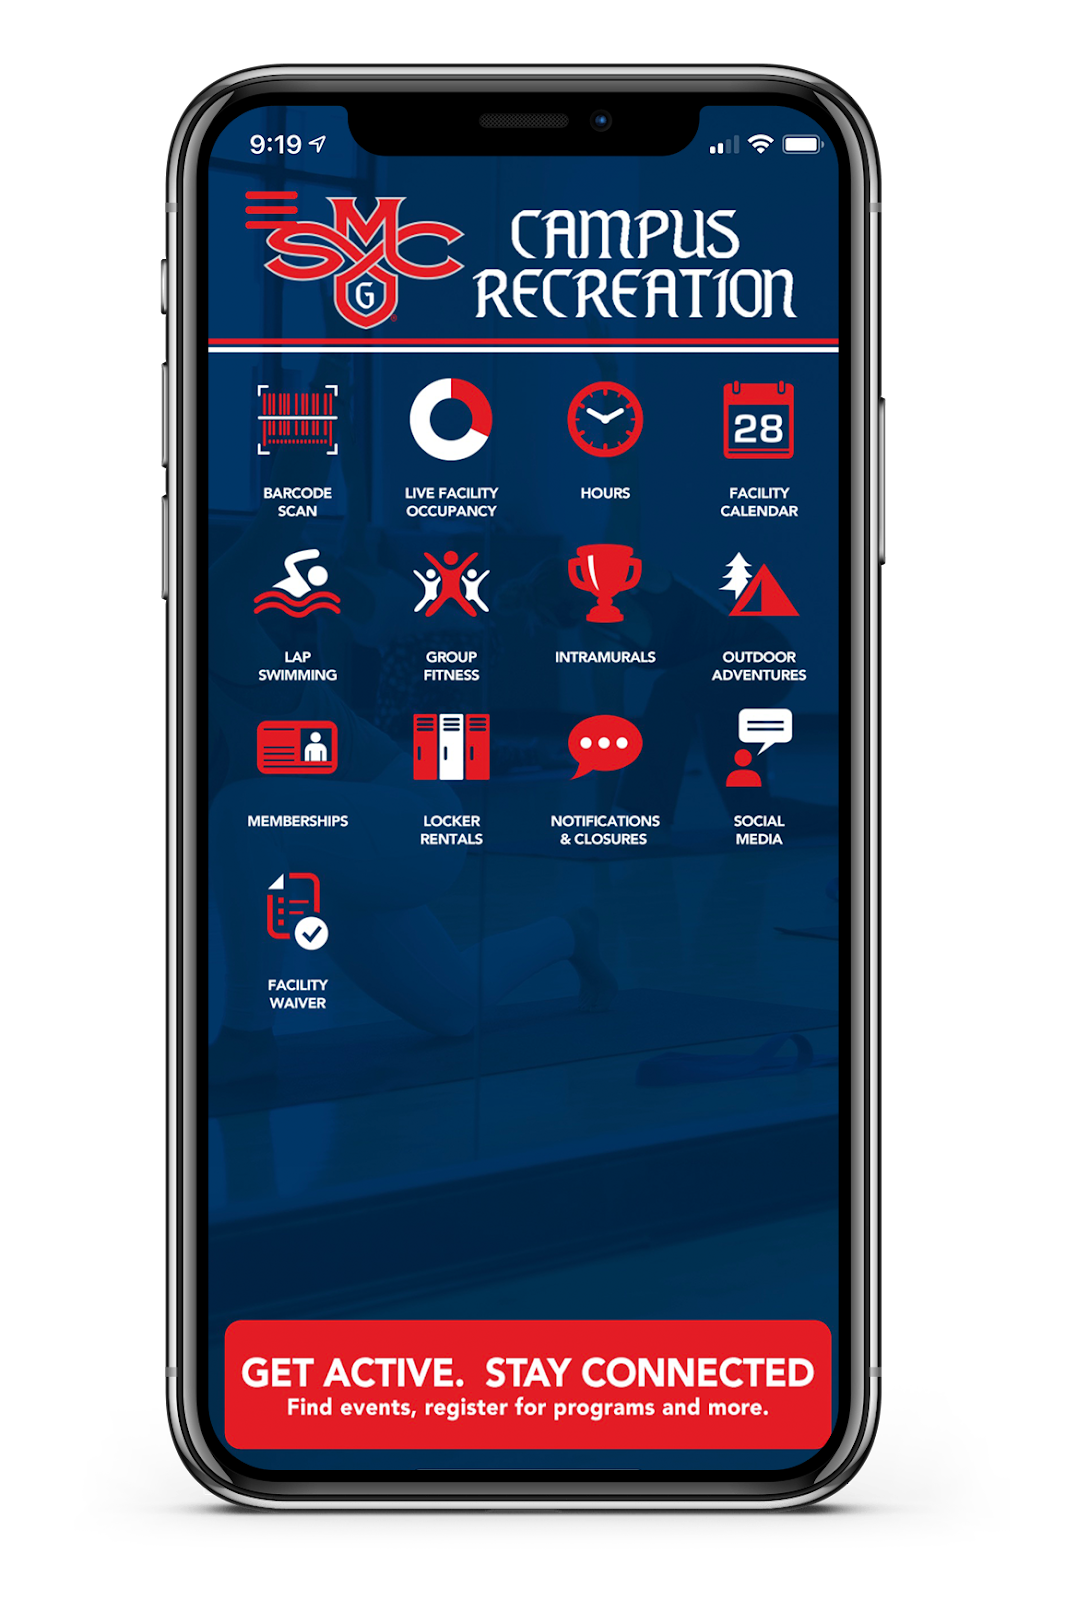 9:19
SMC
G
CAMPUS
RECREATION
BARCODE
SCAN
LIVE FACILITY
OCCUPANCY
HOURS
28
FACILITY
CALENDAR
LAP
SWIMMING
GROUP
FITNESS
INTRAMURALS
OUTDOOR
ADVENTURES
MEMBERSHIPS
LOCKER
RENTALS
NOTIFICATIONS
& CLOSURES
SOCIAL
MEDIA
FACILITY
WAIVER
GET ACTIVE. STAY CONNECTED
Find events, register for programs and more.